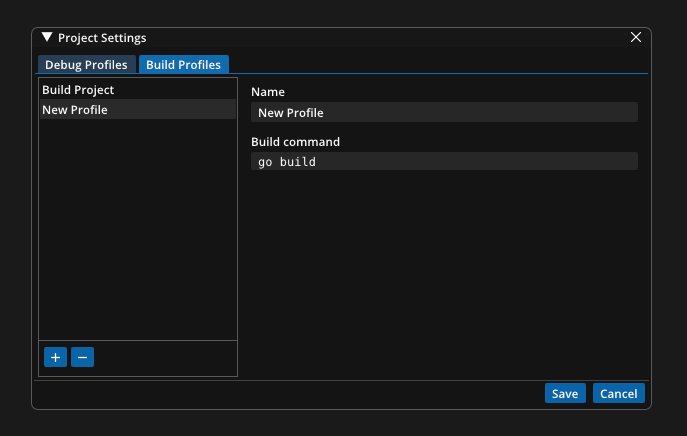 Project Settings
Debug Profiles
Build Profiles
Build Project
New Profile
Name
New Profile
Build command
go build
Save
Cancel